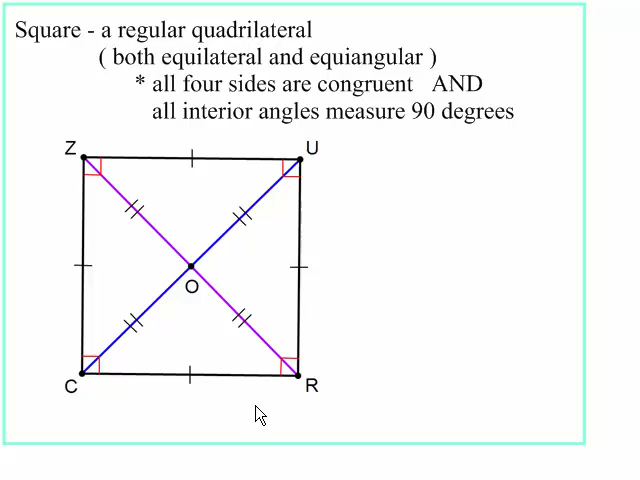 Square - a regular quadrilateral
( both equilateral and equiangular )
* all four sides are congruent AND
all interior angles measure 90 degrees
Z
U
O
C
R